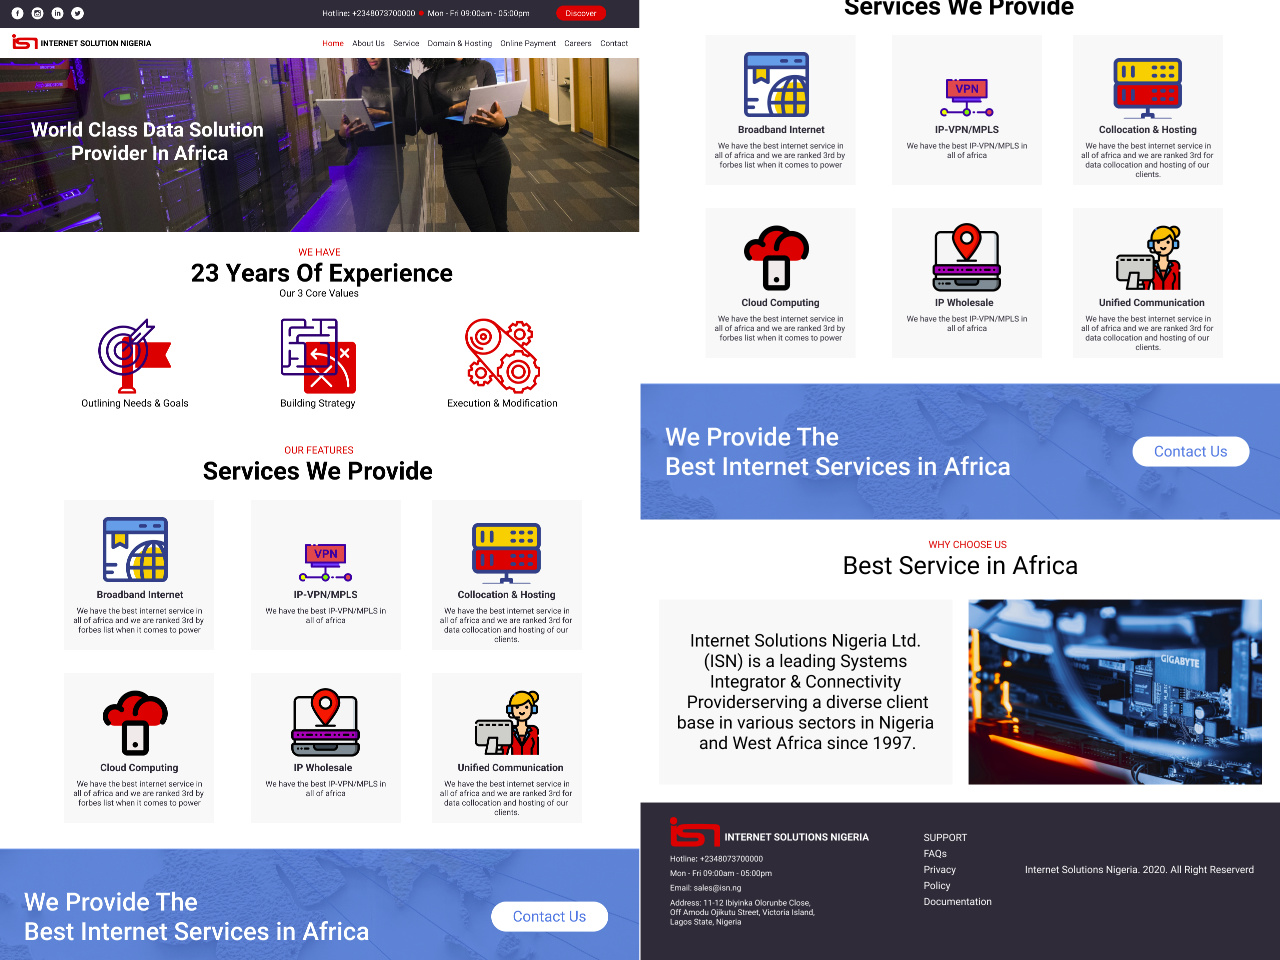 Hotline: +2348073700000 Mon - Fri 09:00am - 05:00pm Discover
isn INTERNET SOLUTION NIGERIA
Home About Us Service Domain & Hosting Online Payment Careers Contact
World Class Data Solution
Provider In Africa
WE HAVE
23 Years Of Experience
Our 3 Core Values
Outlining Needs & Goals
Building Strategy
Execution & Modification
OUR FEATURES
Services We Provide
VPN
Broadband Internet
We have the best internet service in
all of africa and we are ranked 3rd by
forbes list when it comes to power
IP-VPN/MPLS
We have the best IP-VPN/MPLS in
all of africa
Collocation & Hosting
We have the best internet service in
all of africa and we are ranked 3rd for
data collocation and hosting of our
clients.
Cloud Computing
We have the best internet service in
all of africa and we are ranked 3rd by
forbes list when it comes to power
IP Wholesale
We have the best IP-VPN/MPLS in
all of africa
Unified Communication
We have the best internet service in
all of africa and we are ranked 3rd for
data collocation and hosting of our
clients.
We Provide The
Best Internet Services in Africa
Contact Us
Services We Provide
VPN
Broadband Internet
We have the best internet service in
all of africa and we are ranked 3rd by
forbes list when it comes to power
IP-VPN/MPLS
We have the best IP-VPN/MPLS in
all of africa
Collocation & Hosting
We have the best internet service in
all of africa and we are ranked 3rd for
data collocation and hosting of our
clients.
Cloud Computing
We have the best internet service in
all of africa and we are ranked 3rd by
forbes list when it comes to power
IP Wholesale
We have the best IP-VPN/MPLS in
all of africa
Unified Communication
We have the best internet service in
all of africa and we are ranked 3rd for
data collocation and hosting of our
clients.
We Provide The
Best Internet Services in Africa
Contact Us
WHY CHOOSE US
Best Service in Africa
Internet Solutions Nigeria Ltd.
(ISN) is a leading Systems
Integrator & Connectivity
Providerserving a diverse client
base in various sectors in Nigeria
and West Africa since 1997.
GIGABYTE
isn INTERNET SOLUTIONS NIGERIA
Hotline: +2348073700000
Mon - Fri 09:00am - 05:00pm
Email: sales@isn.ng
Address: 11-12 Ibiyinka Olorunbe Close,
Off Amodu Ojikutu Street, Victoria Island,
Lagos State, Nigeria
SUPPORT
FAQs
Privacy
Policy
Documentation
Internet Solutions Nigeria. 2020. All Right Reserverd